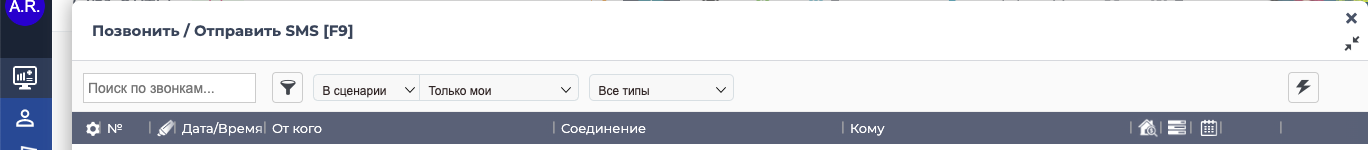 A.R.
Позвонить / Отправить SMS [F9]
Поиск по звонкам... В сценарии Только мои Все типы
№ Дата/Время От кого Соединение Кому